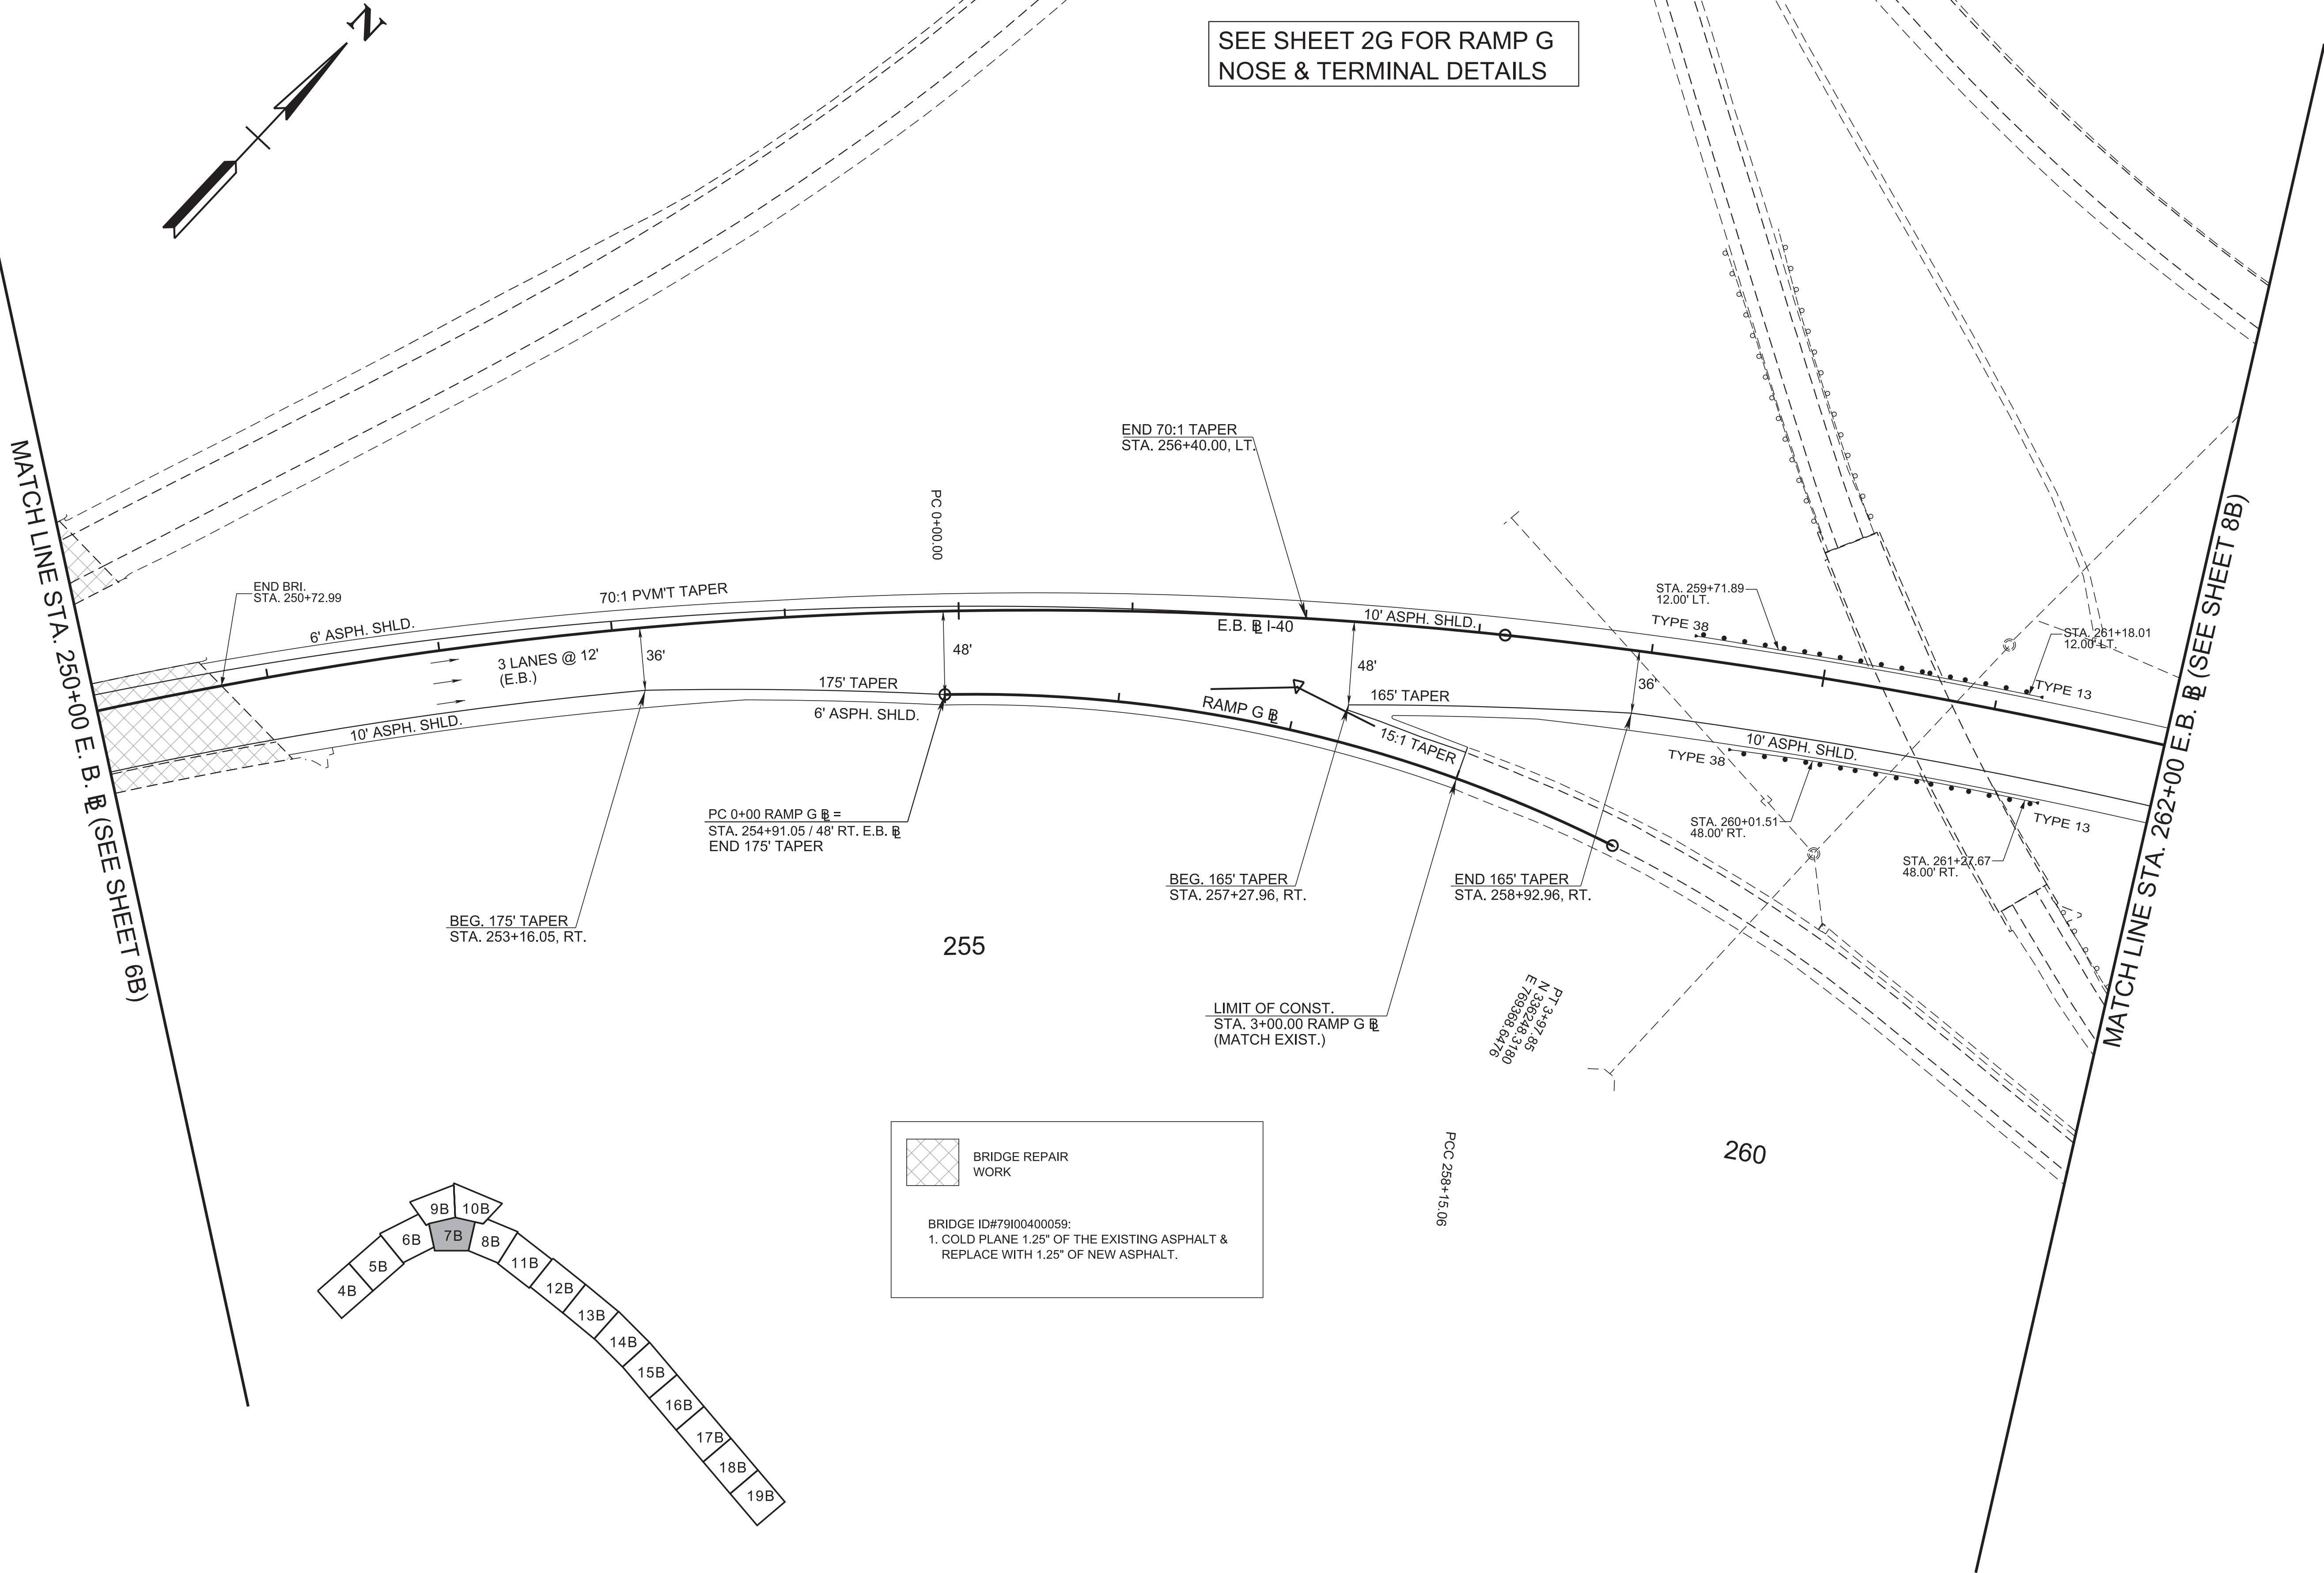 N
SEE SHEET 2G FOR RAMP G
NOSE & TERMINAL DETAILS
MATCH LINE STA. 250+00 E. B. ℄ (SEE SHEET 6B)
END BRI.
STA. 250+72.99
6' ASPH. SHLD.
70:1 PVM'T TAPER
3 LANES @ 12'
(E.B.)
10' ASPH. SHLD.
36'
PC 0+00.00
48'
175' TAPER
6' ASPH. SHLD.
END 70:1 TAPER
STA. 256+40.00, LT.
E.B. ℄ I-40
10' ASPH. SHLD.
48'
165' TAPER
36'
RAMP G ℄
15:1 TAPER
STA. 259+71.89
12.00' LT.
TYPE 38
STA. 261+18.01
12.00' LT.
TYPE 13
10' ASPH. SHLD.
TYPE 38
STA. 260+01.51
48.00' RT.
TYPE 13
STA. 261+27.67
48.00' RT.
MATCH LINE STA. 262+00 E.B. ℄ (SEE SHEET 8B)
PC 0+00 RAMP G ℄ =
STA. 254+91.05 / 48' RT. E.B. ℄
END 175' TAPER
BEG. 175' TAPER
STA. 253+16.05, RT.
BEG. 165' TAPER
STA. 257+27.96, RT.
END 165' TAPER
STA. 258+92.96, RT.
255
LIMIT OF CONST.
STA. 3+00.00 RAMP G ℄
(MATCH EXIST.)
PT 3+97.85
N 336248.3180
E 769368.6476
PCC 258+15.06
260
BRIDGE REPAIR
WORK
BRIDGE ID#79I00400059:
1. COLD PLANE 1.25" OF THE EXISTING ASPHALT &
REPLACE WITH 1.25" OF NEW ASPHALT.
4B
5B
6B
9B
10B
7B
8B
11B
12B
13B
14B
15B
16B
17B
18B
19B